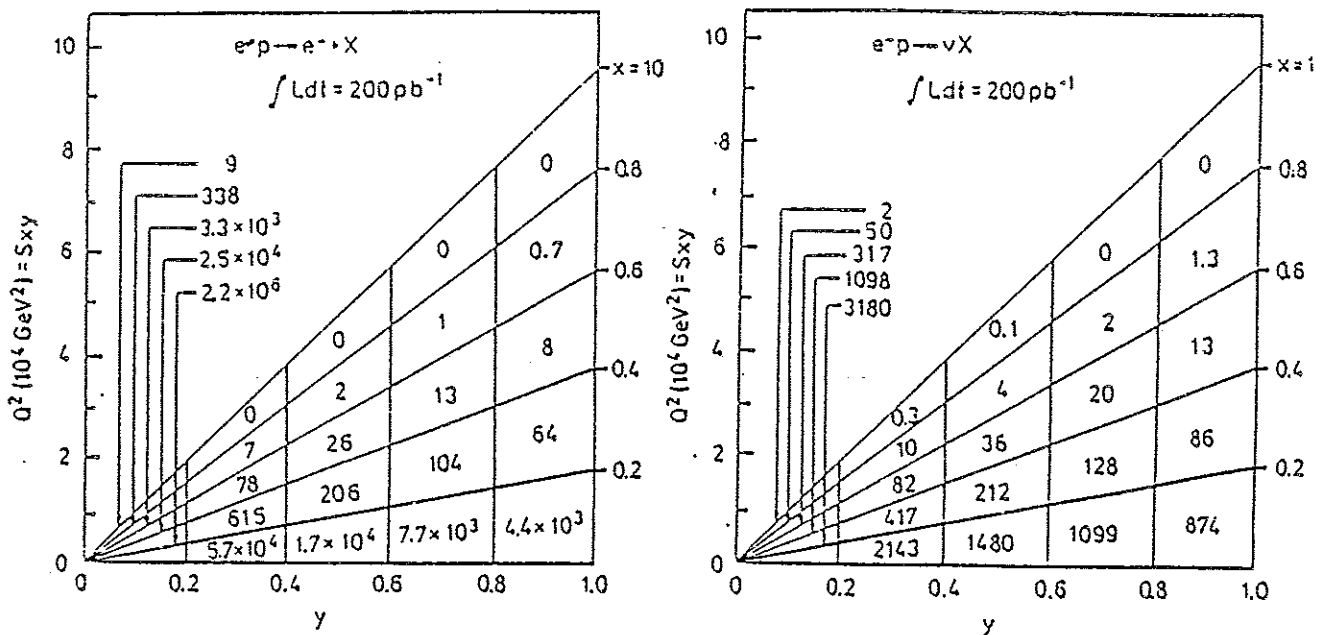 10
8
6
4
2
0
Q² (10⁴ GeV²) = Sxy
e⁻p → e⁻ + X
∫ Ldt = 200 pb⁻¹
9
338
3.3 × 10³
2.5 × 10⁴
2.2 × 10⁶
x = 10
0.8
0.6
0.4
0.2
0
0 0.7
0 1 8
0 2 13 64
7 26 104
78 206 7.7 × 10³ 4.4 × 10³
615 1.7 × 10⁴
5.7 × 10⁴
0 0.2 0.4 0.6 0.8 1.0
y
10
8
6
4
2
0
Q² (10⁴ GeV²) = Sxy
e⁻p → νX
∫ Ldt = 200 pb⁻¹
2
50
317
1098
3180
x = 1
0.8
0.6
0.4
0.2
0
0 1.3
0.1 2 13
0.3 4 20 86
10 36 128
82 212 1099 874
417 1480
2143
0 0.2 0.4 0.6 0.8 1.0
y